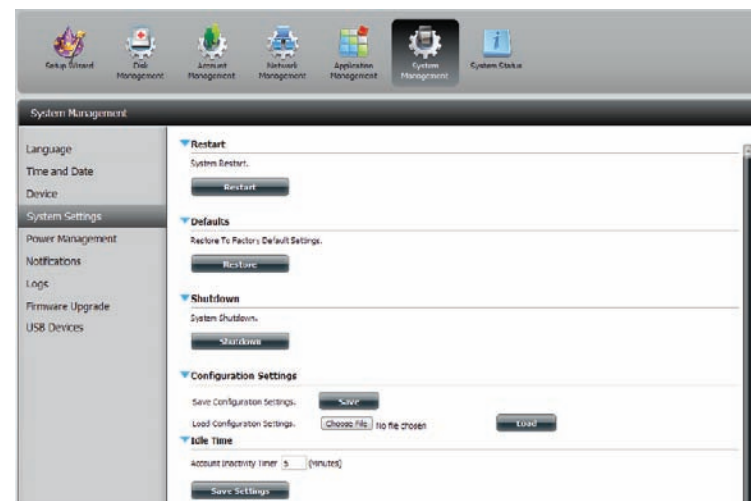 Setup Wizard
Disk Management
Account Management
Network Management
Application Management
System Management
System Status
System Management
Language
Time and Date
Device
System Settings
Power Management
Notifications
Logs
Firmware Upgrade
USB Devices
Restart
System Restart.
Restart
Defaults
Restore To Factory Default Settings.
Restore
Shutdown
System Shutdown.
Shutdown
Configuration Settings
Save Configuration Settings. Save
Load Configuration Settings. Choose File No file chosen Load
Idle Time
Account Inactivity Timer 5 (Minutes)
Save Settings